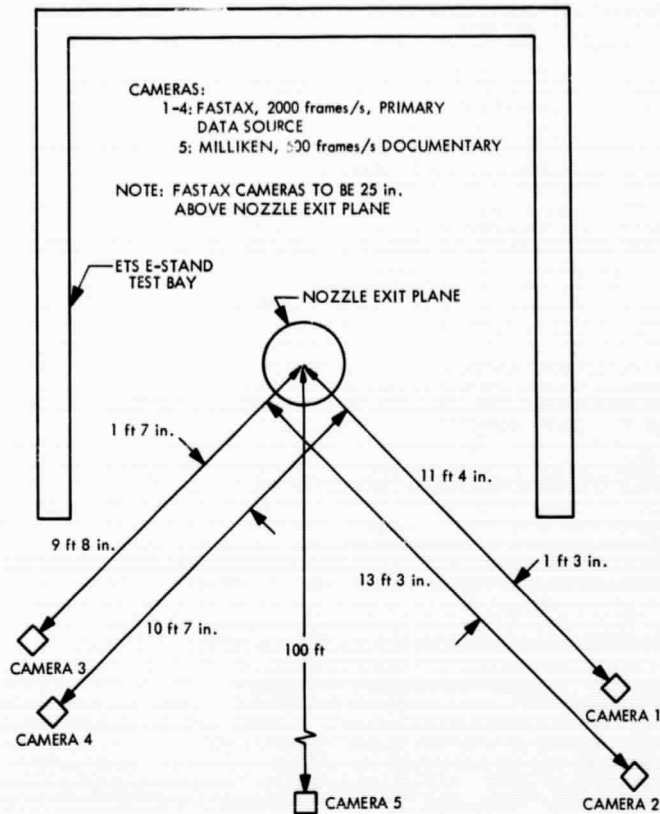 CAMERAS:
1-4: FASTAX, 2000 frames/s, PRIMARY
DATA SOURCE
5: MILLIKEN, 500 frames/s DOCUMENTARY
NOTE: FASTAX CAMERAS TO BE 25 in.
ABOVE NOZZLE EXIT PLANE
ETS E-STAND
TEST BAY
NOZZLE EXIT PLANE
1 ft 7 in.
11 ft 4 in.
9 ft 8 in.
13 ft 3 in.
1 ft 3 in.
10 ft 7 in.
100 ft
CAMERA 3
CAMERA 4
CAMERA 1
CAMERA 5
CAMERA 2